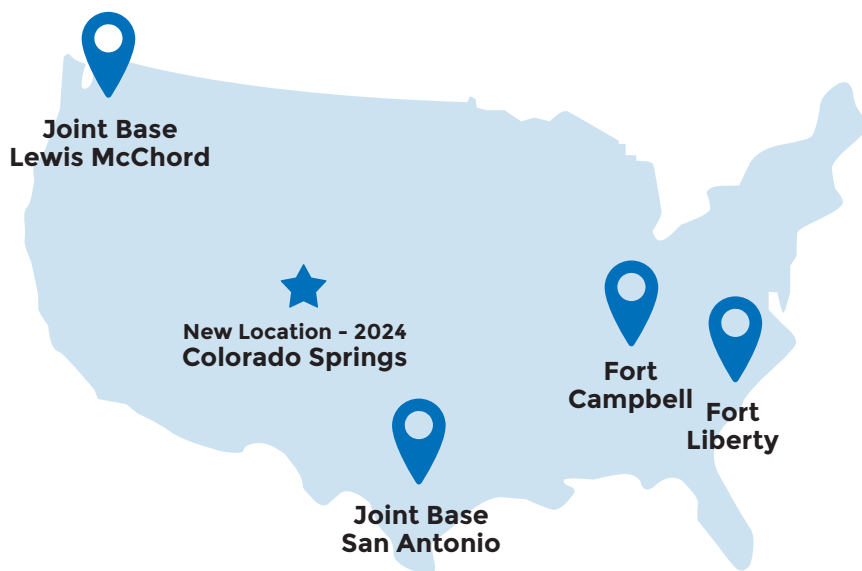 Joint Base
Lewis McChord
New Location - 2024
Colorado Springs
Fort
Campbell
Fort
Liberty
Joint Base
San Antonio